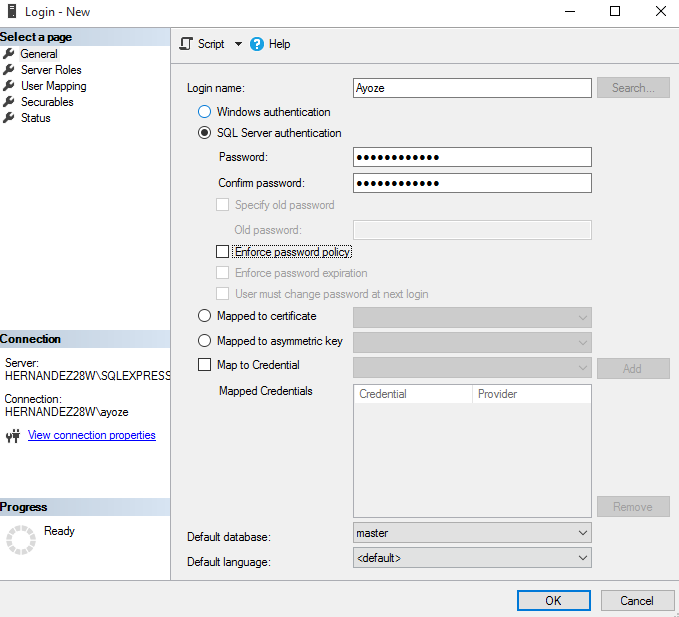 Login - New
Select a page
General
Server Roles
User Mapping
Securables
Status
Connection
Server:
HERNANDEZ28W\SQLEXPRESS
Connection:
HERNANDEZ28W\ayoze
View connection properties
Progress
Ready
Script Help
Login name: Ayoze Search...
Windows authentication
SQL Server authentication
Password: ●●●●●●●●●●●●
Confirm password: ●●●●●●●●●●●●
Specify old password
Old password:
Enforce password policy
Enforce password expiration
User must change password at next login
Mapped to certificate
Mapped to asymmetric key
Map to Credential Add
Mapped Credentials Credential Provider
Remove
Default database: master
Default language: <default>
OK Cancel